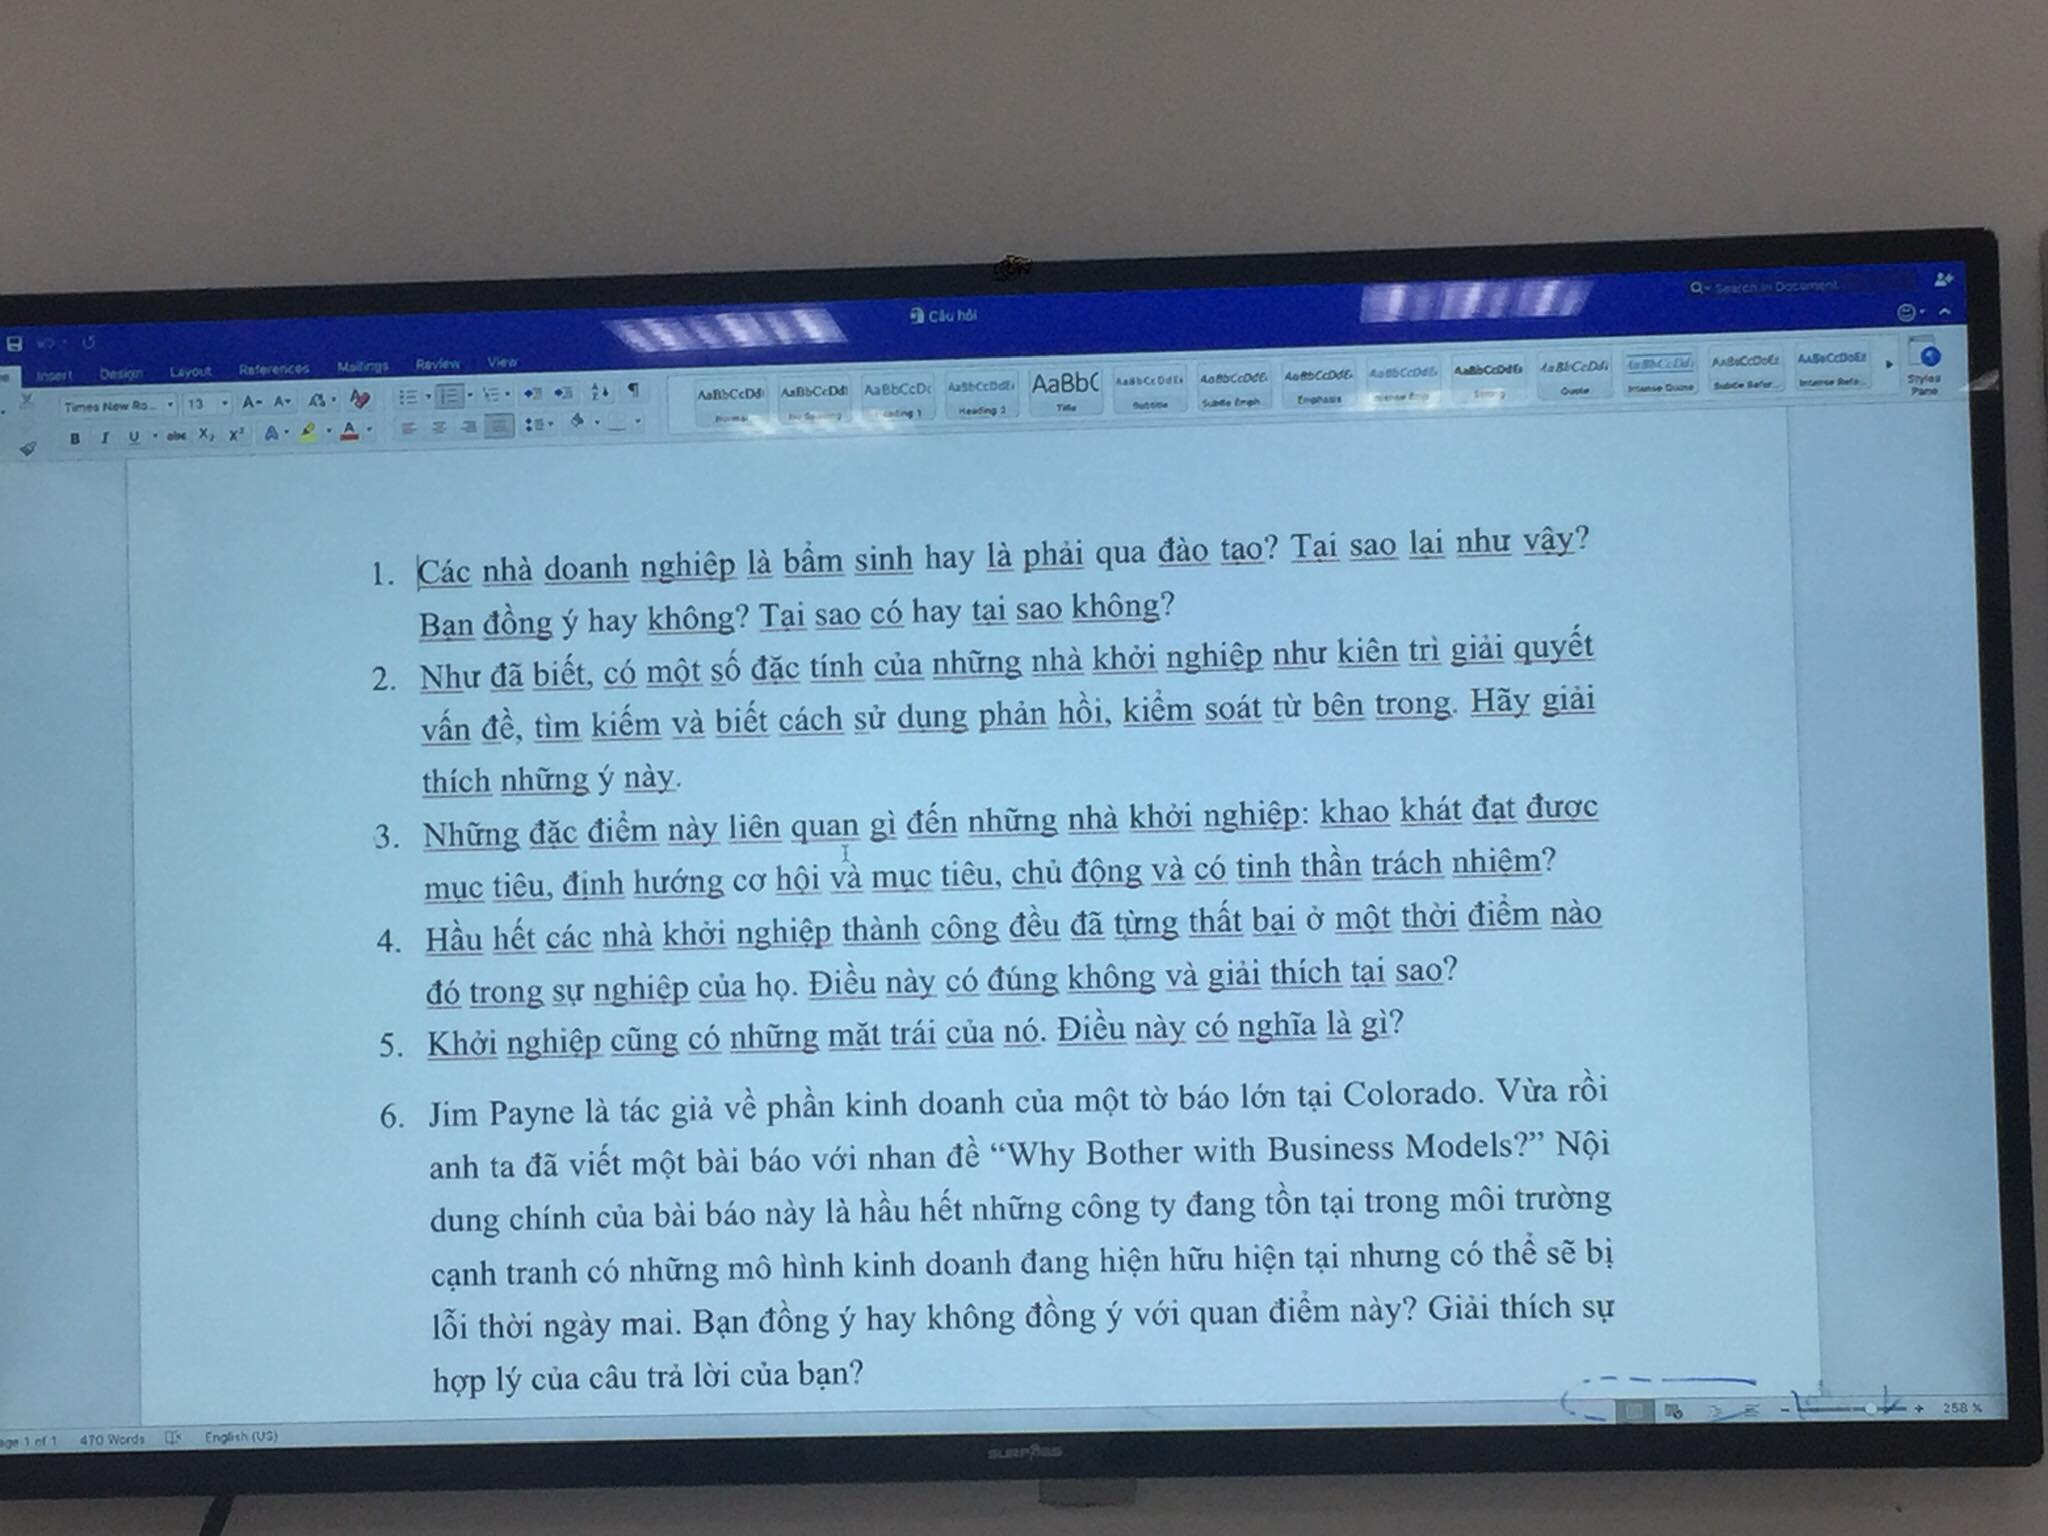 Câu hỏi
Search in Document
Insert Design Layout References Mailings Review View
Times New Ro... 13
AaBbCcDdE AaBbCcDdE AaBbCcDc AaBbCcDdEe AaBbC AaBbCcDdEe AaBbCcDdEe AaBbCcDdEe AaBbCcDdEe AaBbCcDdEe AaBbCcDdEe AaBbCcDdEe AaBbCcDdEe AaBbCcDdEe
Normal No Spacing Heading 1 Heading 2 Title Subtitle Subtle Emph... Emphasis Intense Emp... Strong Quote Intense Quote Subtle Refer... Intense Refe...
Styles
Pane
B I U abc X₂ X² A A
1. Các nhà doanh nghiệp là bẩm sinh hay là phải qua đào tạo? Tại sao lại như vậy?
Bạn đồng ý hay không? Tại sao có hay tại sao không?
2. Như đã biết, có một số đặc tính của những nhà khởi nghiệp như kiên trì giải quyết
vấn đề, tìm kiếm và biết cách sử dụng phản hồi, kiểm soát từ bên trong. Hãy giải
thích những ý này.
3. Những đặc điểm này liên quan gì đến những nhà khởi nghiệp: khao khát đạt được
mục tiêu, định hướng cơ hội và mục tiêu, chủ động và có tinh thần trách nhiệm?
4. Hầu hết các nhà khởi nghiệp thành công đều đã từng thất bại ở một thời điểm nào
đó trong sự nghiệp của họ. Điều này có đúng không và giải thích tại sao?
5. Khởi nghiệp cũng có những mặt trái của nó. Điều này có nghĩa là gì?
6. Jim Payne là tác giả về phần kinh doanh của một tờ báo lớn tại Colorado. Vừa rồi
anh ta đã viết một bài báo với nhan đề “Why Bother with Business Models?” Nội
dung chính của bài báo này là hầu hết những công ty đang tồn tại trong môi trường
cạnh tranh có những mô hình kinh doanh đang hiện hữu hiện tại nhưng có thể sẽ bị
lỗi thời ngày mai. Bạn đồng ý hay không đồng ý với quan điểm này? Giải thích sự
hợp lý của câu trả lời của bạn?
age 1 of 1 470 Words English (US) 258 %